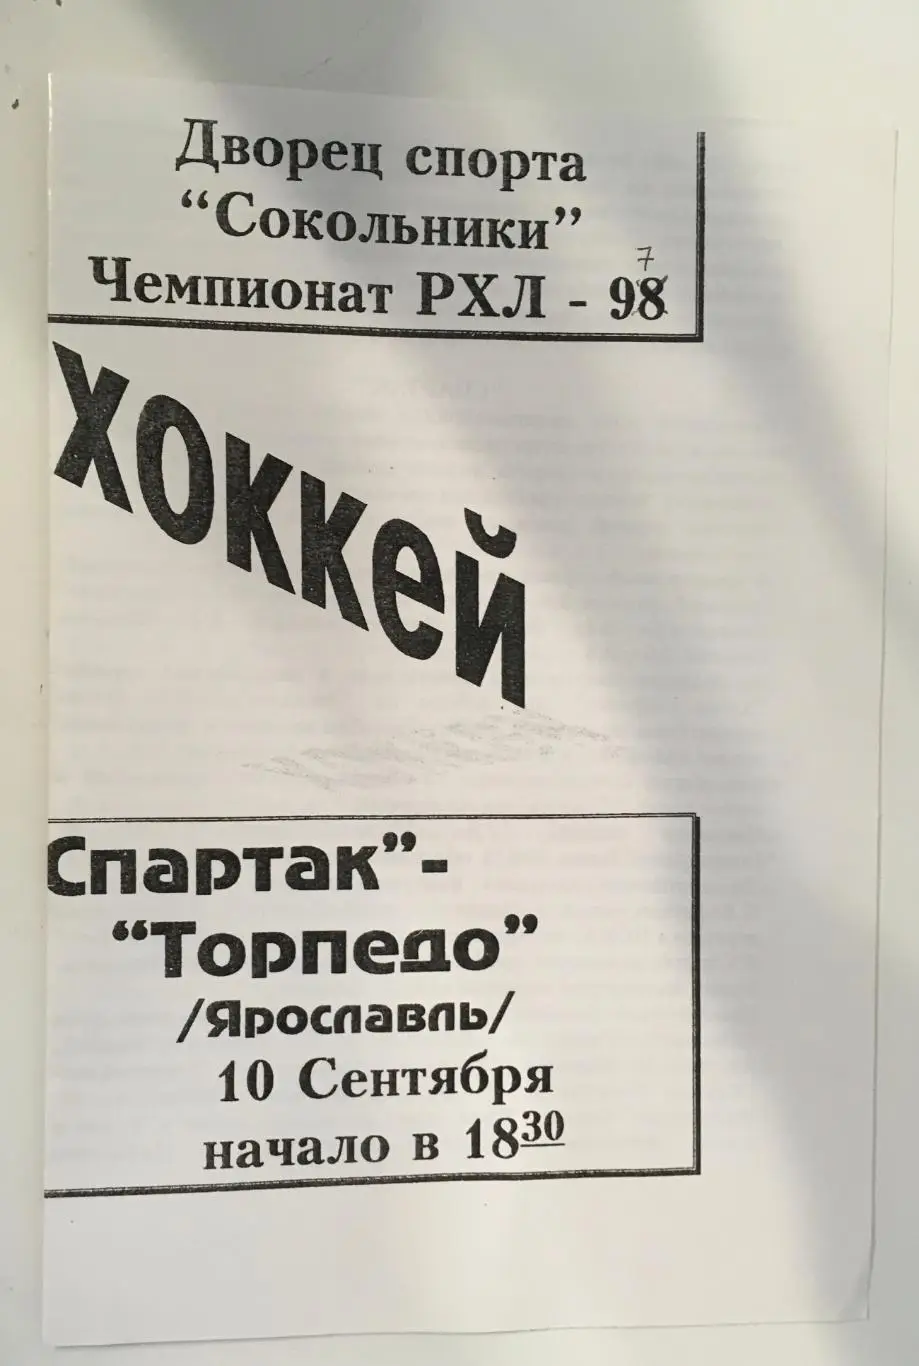 Дворец спорта
“Сокольники”
7
Чемпионат РХЛ - 98
хоккей
Спартак”-
“Торпедо”
/Ярославль/
10 Сентября
начало в 18 30